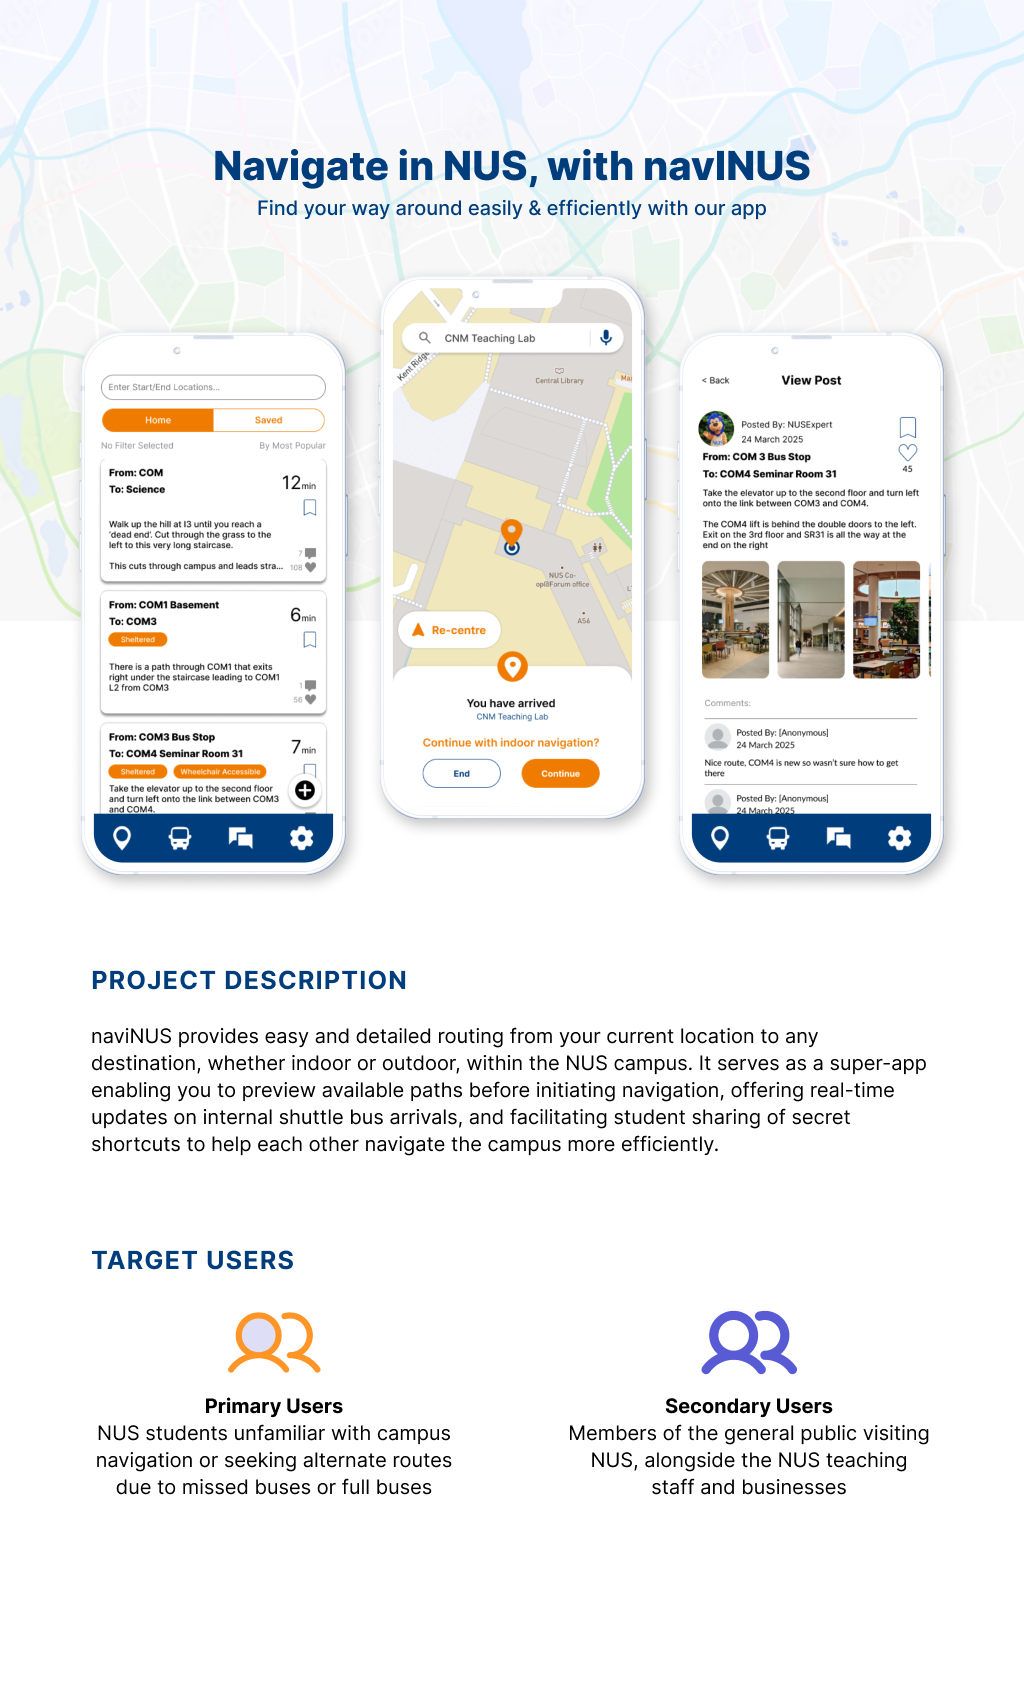 Navigate in NUS, with navINUS
Find your way around easily & efficiently with our app
Enter Start/End Locations...
Home
Saved
No Filter Selected
By Most Popular
From: COM
To: Science
12min
Walk up the hill at I3 until you reach a
'dead end'. Cut through the grass to the
left to this very long staircase.
7
This cuts through campus and leads stra...
108
From: COM1 Basement
To: COM3
6min
Sheltered
There is a path through COM1 that exits
right under the staircase leading to COM1
L2 from COM3
1
56
From: COM3 Bus Stop
To: COM4 Seminar Room 31
7min
Sheltered
Wheelchair Accessible
Take the elevator up to the second floor
and turn left onto the link between COM3
and COM4.
CNM Teaching Lab
Kent Ridge
Central Library
Ma
NUS Co-
op@Forum office
A56
L
Re-centre
You have arrived
CNM Teaching Lab
Continue with indoor navigation?
End
Continue
< Back
View Post
Posted By: NUSExpert
24 March 2025
From: COM 3 Bus Stop
To: COM4 Seminar Room 31
45
Take the elevator up to the second floor and turn left
onto the link between COM3 and COM4.
The COM4 lift is behind the double doors to the left.
Exit on the 3rd floor and SR31 is all the way at the
end on the right
Comments:
Posted By: [Anonymous]
24 March 2025
Nice route, COM4 is new so wasn't sure how to get
there
Posted By: [Anonymous]
24 March 2025
PROJECT DESCRIPTION
naviNUS provides easy and detailed routing from your current location to any
destination, whether indoor or outdoor, within the NUS campus. It serves as a super-app
enabling you to preview available paths before initiating navigation, offering real-time
updates on internal shuttle bus arrivals, and facilitating student sharing of secret
shortcuts to help each other navigate the campus more efficiently.
TARGET USERS
Primary Users
NUS students unfamiliar with campus
navigation or seeking alternate routes
due to missed buses or full buses
Secondary Users
Members of the general public visiting
NUS, alongside the NUS teaching
staff and businesses